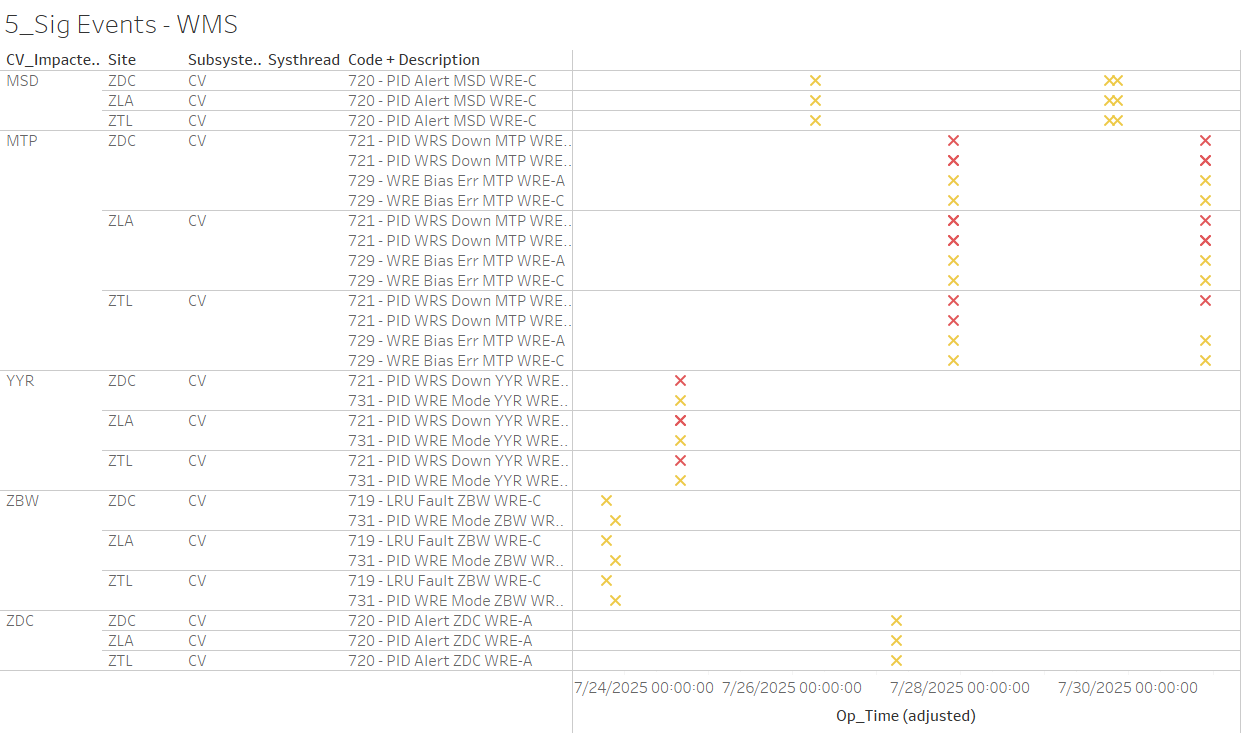 5_Sig Events - WMS
CV_Impacte.. Site Subsyste.. Systhread Code + Description
MSD ZDC CV 720 - PID Alert MSD WRE-C
ZLA CV 720 - PID Alert MSD WRE-C
ZTL CV 720 - PID Alert MSD WRE-C
MTP ZDC CV 721 - PID WRS Down MTP WRE..
721 - PID WRS Down MTP WRE..
729 - WRE Bias Err MTP WRE-A
729 - WRE Bias Err MTP WRE-C
ZLA CV 721 - PID WRS Down MTP WRE..
721 - PID WRS Down MTP WRE..
729 - WRE Bias Err MTP WRE-A
729 - WRE Bias Err MTP WRE-C
ZTL CV 721 - PID WRS Down MTP WRE..
721 - PID WRS Down MTP WRE..
729 - WRE Bias Err MTP WRE-A
729 - WRE Bias Err MTP WRE-C
YYR ZDC CV 721 - PID WRS Down YYR WRE..
731 - PID WRE Mode YYR WRE..
ZLA CV 721 - PID WRS Down YYR WRE..
731 - PID WRE Mode YYR WRE..
ZTL CV 721 - PID WRS Down YYR WRE..
731 - PID WRE Mode YYR WRE..
ZBW ZDC CV 719 - LRU Fault ZBW WRE-C
731 - PID WRE Mode ZBW WR..
ZLA CV 719 - LRU Fault ZBW WRE-C
731 - PID WRE Mode ZBW WR..
ZTL CV 719 - LRU Fault ZBW WRE-C
731 - PID WRE Mode ZBW WR..
ZDC ZDC CV 720 - PID Alert ZDC WRE-A
ZLA CV 720 - PID Alert ZDC WRE-A
ZTL CV 720 - PID Alert ZDC WRE-A
7/24/2025 00:00:00 7/26/2025 00:00:00 7/28/2025 00:00:00 7/30/2025 00:00:00
Op_Time (adjusted)